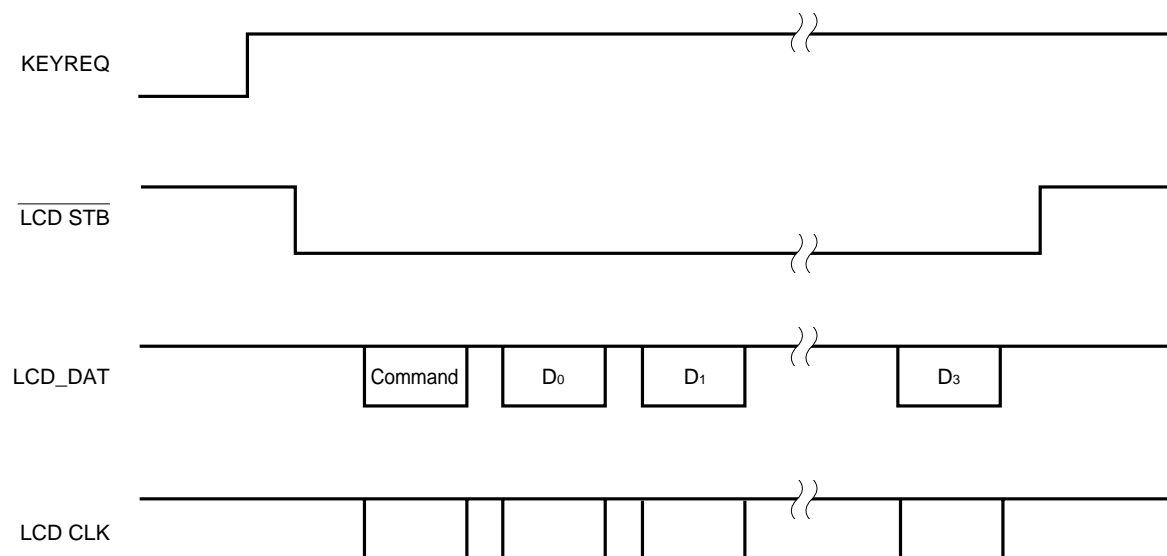 KEYREQ
LCD STB
LCD_DAT
Command
D0
D1
D3
LCD CLK